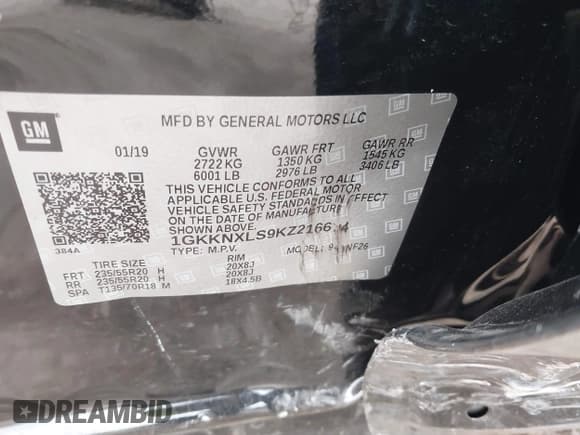 GM
MFD BY GENERAL MOTORS LLC
01/19 GVWR GAWR FRT GAWR RR
2722 KG 1350 KG 1545 KG
6001 LB 2976 LB 3406 LB
THIS VEHICLE CONFORMS TO ALL
APPLICABLE U.S. FEDERAL MOTOR
VEHICLE SAFETY STANDARDS IN EFFECT
ON THE DATE OF MANUFACTURE
SHOWN ABOVE.
384A
TYPE: M.P.V. MODEL:
TIRE SIZE RIM
FRT 235/55R20 H 20X8J
RR 235/55R20 H 20X8J
SPA T135/70R18 M 18X4.5B
DREAMBID